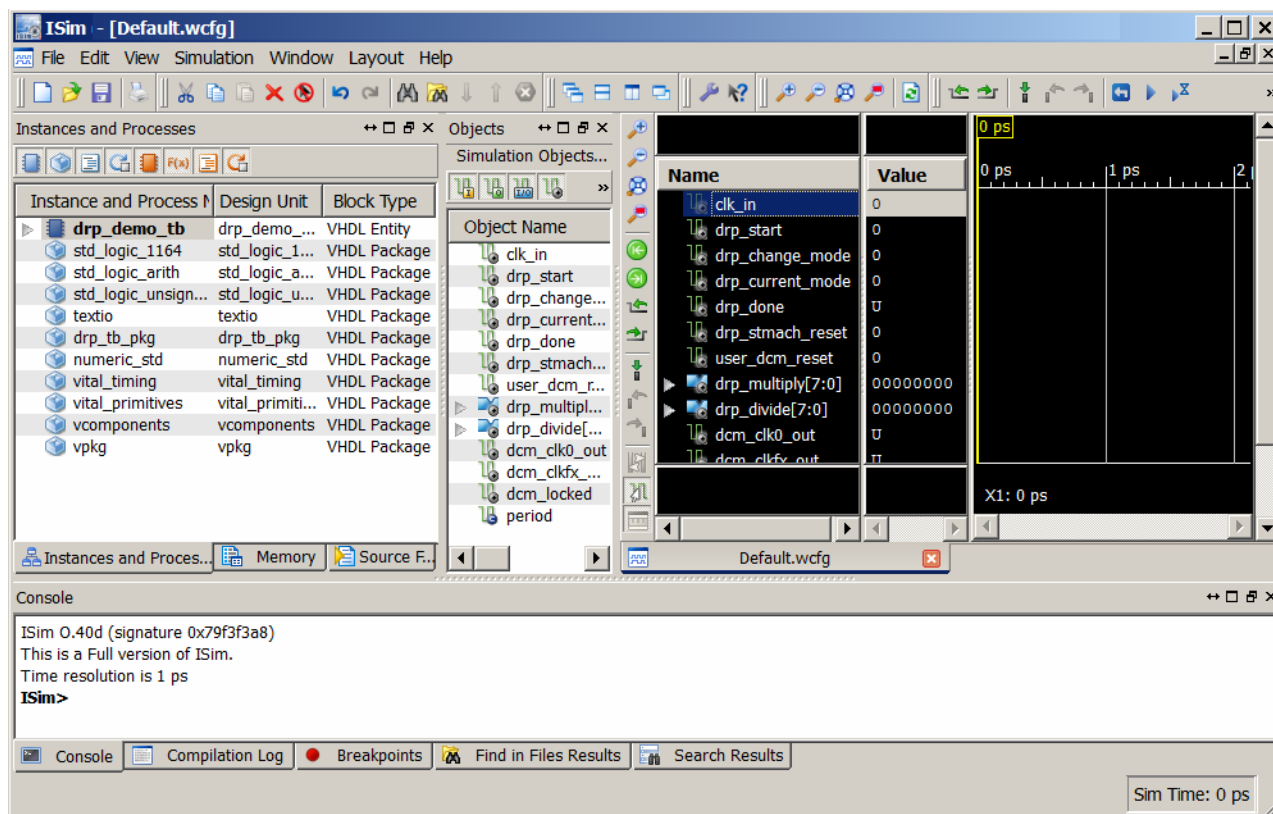 ISim - [Default.wcfg]
File Edit View Simulation Window Layout Help
Instances and Processes
Instance and Process N Design Unit Block Type
drp_demo_tb drp_demo_... VHDL Entity
std_logic_1164 std_logic_1... VHDL Package
std_logic_arith std_logic_a... VHDL Package
std_logic_unsign... std_logic_u... VHDL Package
textio textio VHDL Package
drp_tb_pkg drp_tb_pkg VHDL Package
numeric_std numeric_std VHDL Package
vital_timing vital_timing VHDL Package
vital_primitives vital_primiti... VHDL Package
vcomponents vcomponents VHDL Package
vpkg vpkg VHDL Package
Instances and Proces... Memory Source F...
Objects
Simulation Objects...
Object Name
clk_in
drp_start
drp_change...
drp_current...
drp_done
drp_stmach...
user_dcm_r...
drp_multipl...
drp_divide[...
dcm_clk0_out
dcm_clkfx_...
dcm_locked
period
Name Value
clk_in 0
drp_start 0
drp_change_mode 0
drp_current_mode 0
drp_done U
drp_stmach_reset 0
user_dcm_reset 0
drp_multiply[7:0] 00000000
drp_divide[7:0] 00000000
dcm_clk0_out U
dcm_clkfx_out U
0 ps
0 ps 1 ps 2
X1: 0 ps
Default.wcfg
Console
ISim O.40d (signature 0x79f3f3a8)
This is a Full version of ISim.
Time resolution is 1 ps
ISim>
Console Compilation Log Breakpoints Find in Files Results Search Results
Sim Time: 0 ps